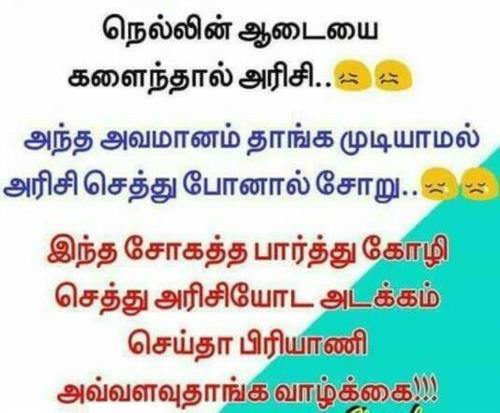 நெல்லின் ஆடையை
களைந்தால் அரிசி..😖😖
அந்த அவமானம் தாங்க முடியாமல்
அரிசி செத்து போனால் சோறு..😢😢
இந்த சோகத்த பார்த்து கோழி
செத்து அரிசியோட அடக்கம்
செய்தா பிரியாணி
அவ்வளவுதாங்க வாழ்க்கை!!!